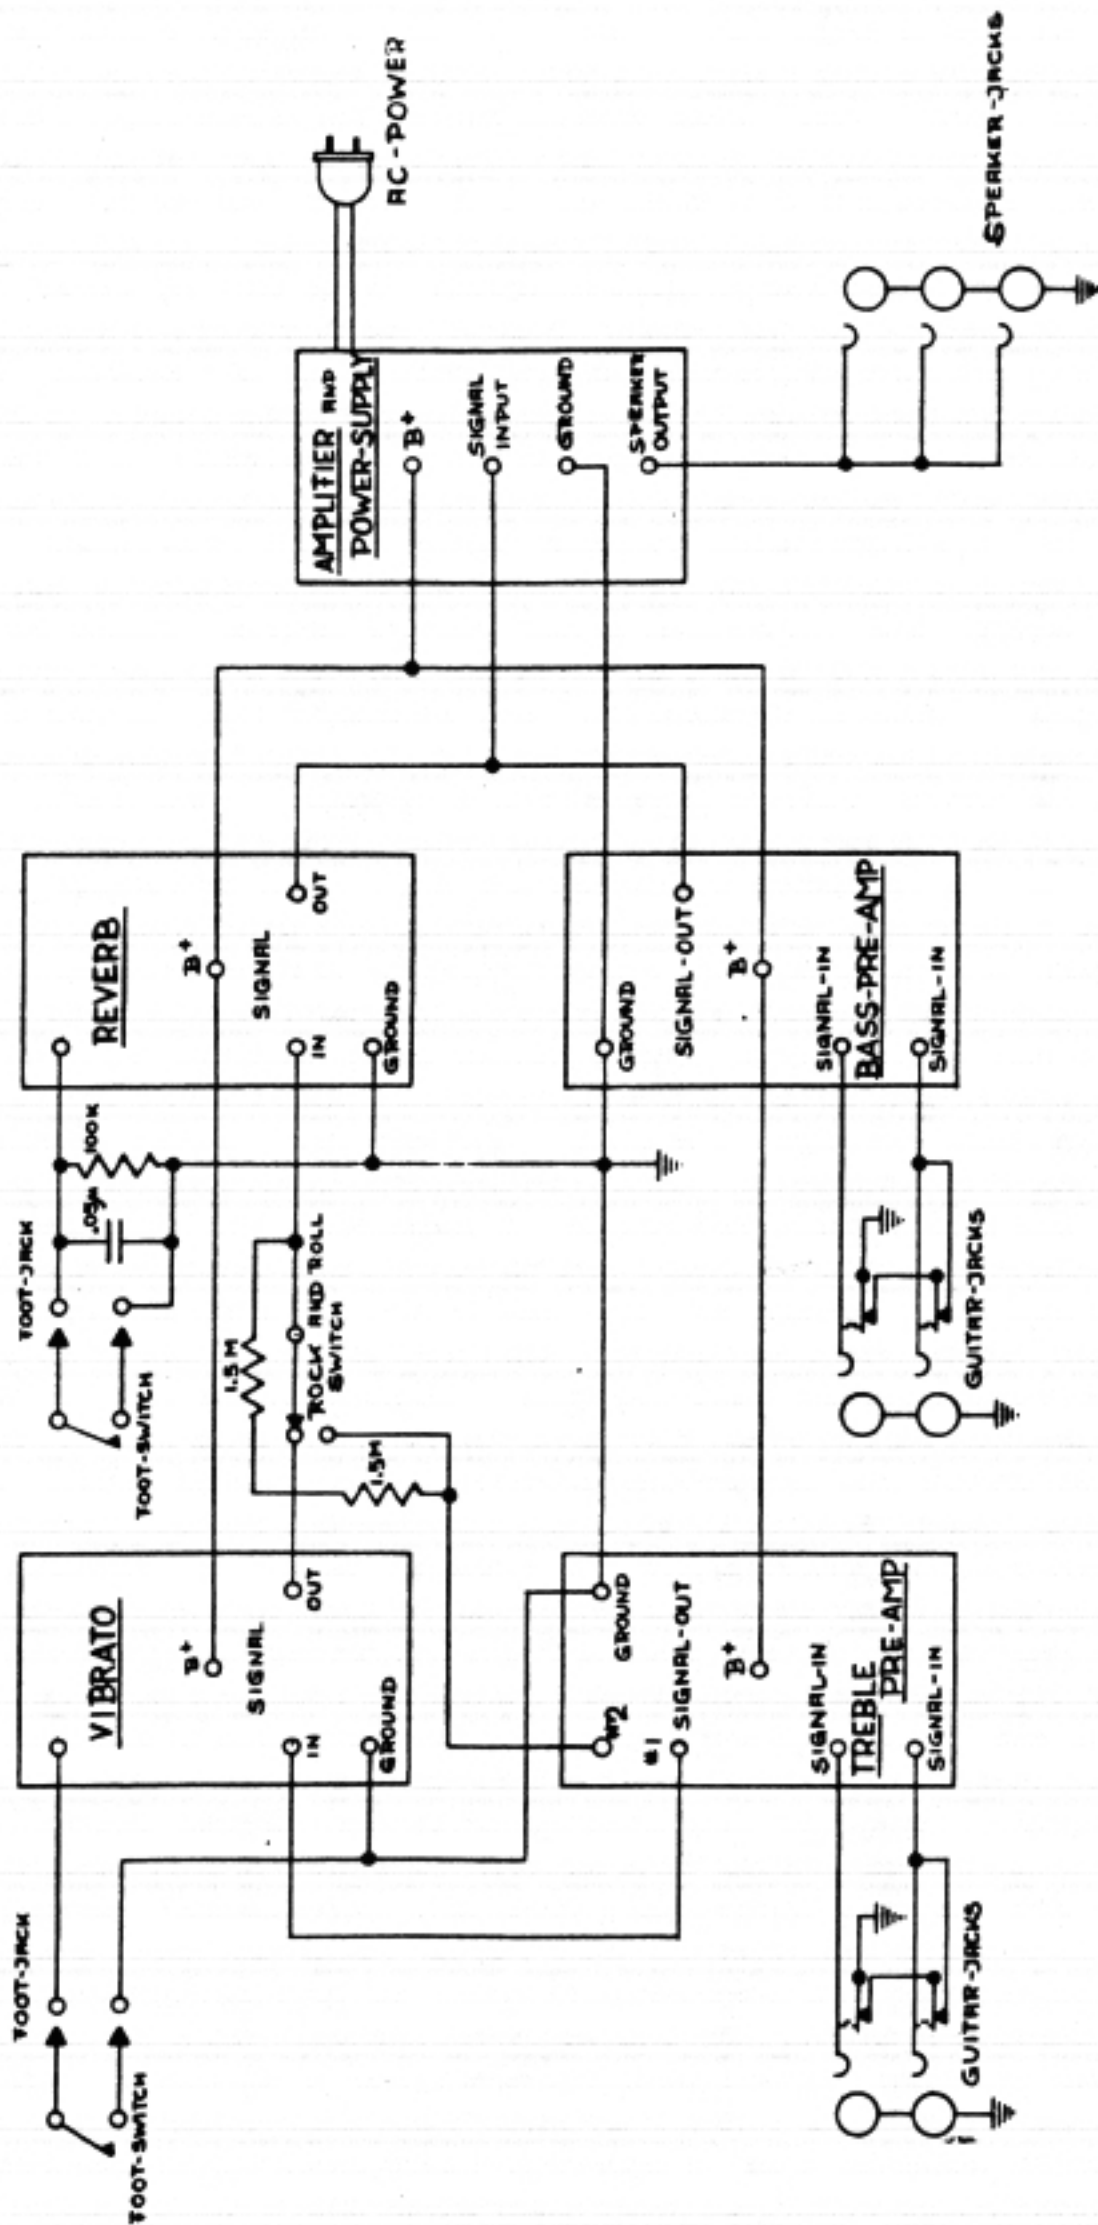 FOOT-JACK
FOOT-SWITCH
VIBRATO
B+
SIGNAL
IN
OUT
GROUND
FOOT-JACK
FOOT-SWITCH
.05µ
100K
1.5 M
ROCK AND ROLL
SWITCH
1.5M
REVERB
B+
SIGNAL
IN
OUT
GROUND
AMPLIFIER AND
POWER-SUPPLY
B+
SIGNAL
INPUT
GROUND
SPEAKER
OUTPUT
AC-POWER
GROUND
#2
#1
SIGNAL-OUT
B+
SIGNAL-IN
TREBLE
PRE-AMP
SIGNAL-IN
GUITAR-JACKS
GROUND
SIGNAL-OUT
B+
SIGNAL-IN
BASS-PRE-AMP
SIGNAL-IN
GUITAR-JACKS
SPEAKER-JACKS